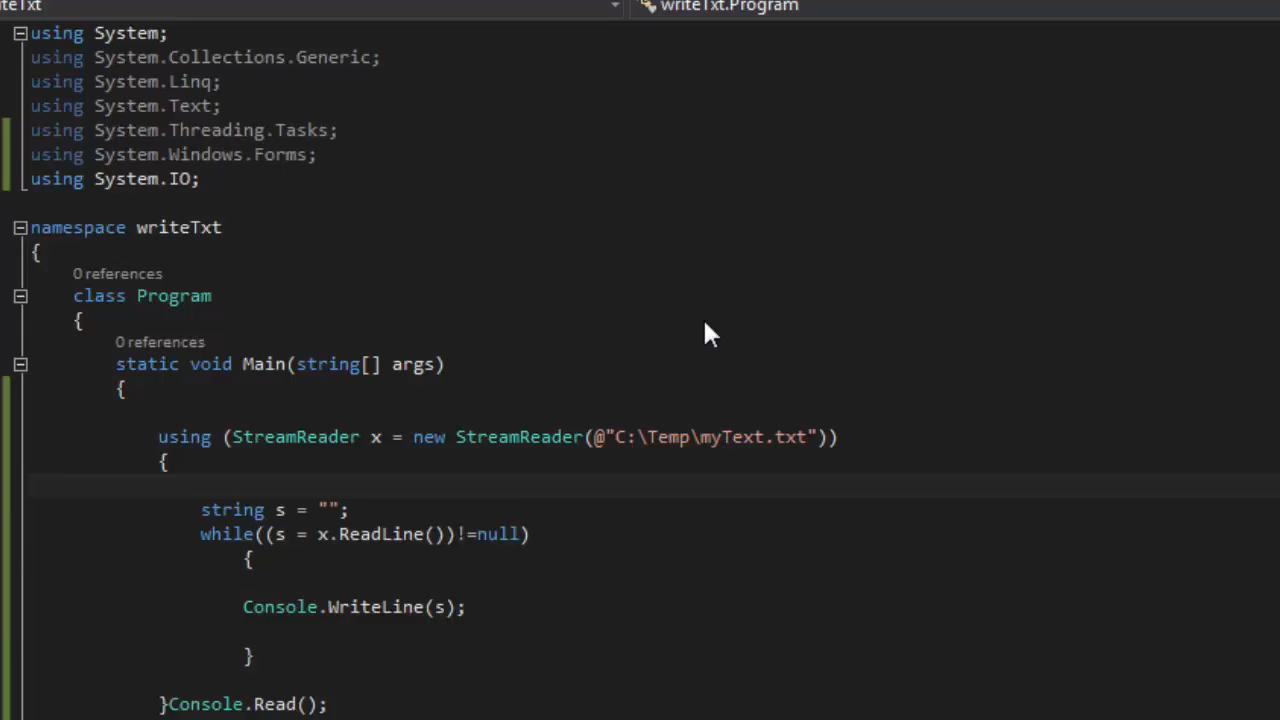 iteTxt writeTxt.Program
using System;
using System.Collections.Generic;
using System.Linq;
using System.Text;
using System.Threading.Tasks;
using System.Windows.Forms;
using System.IO;
namespace writeTxt
{
0 references
class Program
{
0 references
static void Main(string[] args)
{
using (StreamReader x = new StreamReader(@"C:\Temp\myText.txt"))
{
string s = "";
while((s = x.ReadLine())!=null)
{
Console.WriteLine(s);
}
}Console.Read();